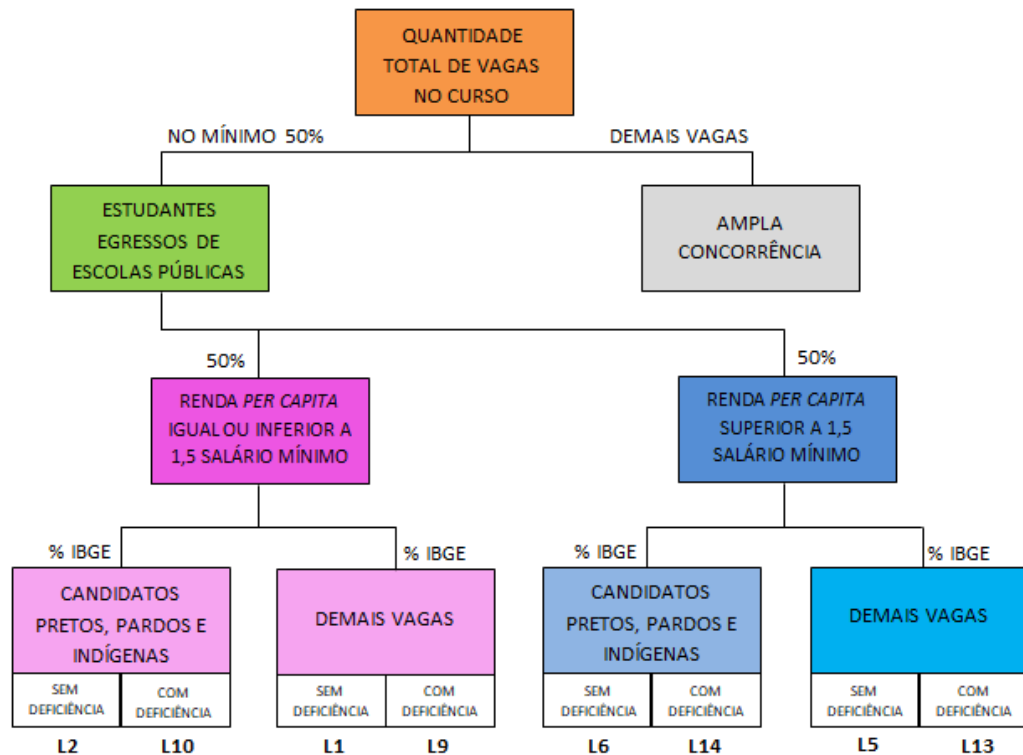 QUANTIDADE
TOTAL DE VAGAS
NO CURSO
NO MÍNIMO 50%
DEMAIS VAGAS
ESTUDANTES
EGRESSOS DE
ESCOLAS PÚBLICAS
AMPLA
CONCORRÊNCIA
50%
50%
RENDA PER CAPITA
IGUAL OU INFERIOR A
1,5 SALÁRIO MÍNIMO
RENDA PER CAPITA
SUPERIOR A 1,5
SALÁRIO MÍNIMO
% IBGE
% IBGE
% IBGE
% IBGE
CANDIDATOS
PRETOS, PARDOS E
INDÍGENAS
DEMAIS VAGAS
CANDIDATOS
PRETOS, PARDOS E
INDÍGENAS
DEMAIS VAGAS
SEM
DEFICIÊNCIA
COM
DEFICIÊNCIA
SEM
DEFICIÊNCIA
COM
DEFICIÊNCIA
SEM
DEFICIÊNCIA
COM
DEFICIÊNCIA
SEM
DEFICIÊNCIA
COM
DEFICIÊNCIA
L2
L10
L1
L9
L6
L14
L5
L13